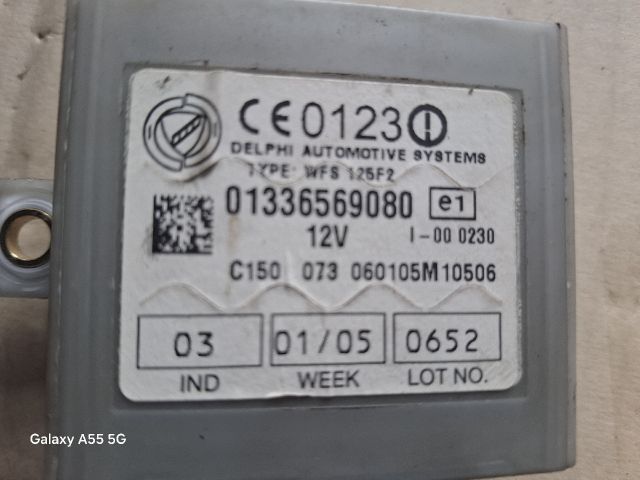 CE0123
DELPHI AUTOMOTIVE SYSTEMS
TYPE: WFS 125F2
01336569080 e1
12V I-00 0230
C150 073 060105M10506
03 01/05 0652
IND WEEK LOT NO.
Galaxy A55 5G